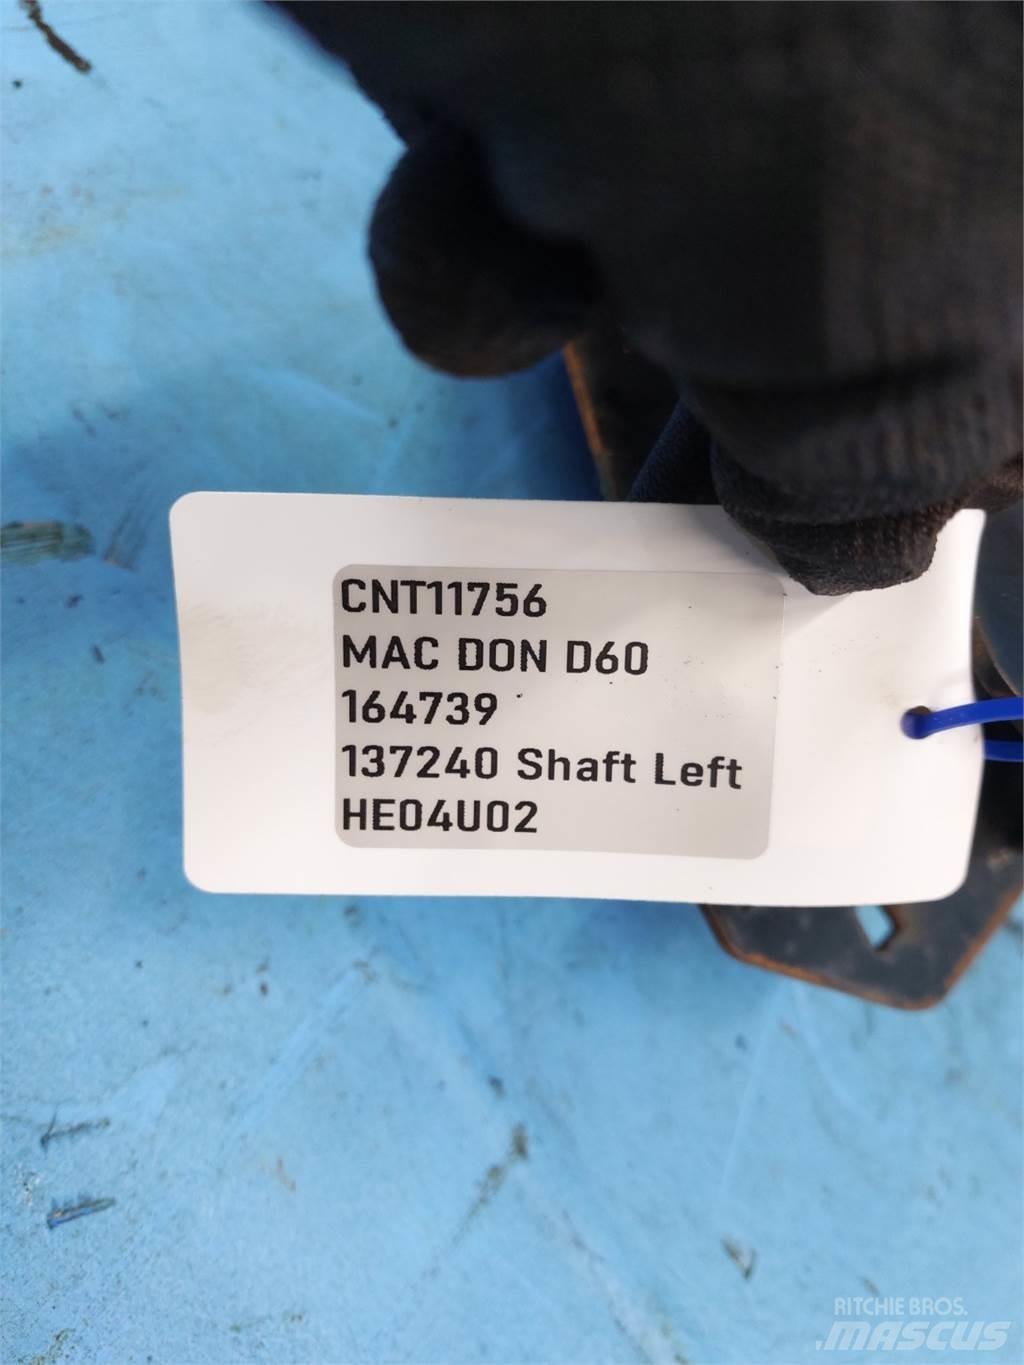 CNT11756
MAC DON D60
164739
137240 Shaft Left
HE04U02
RITCHIE BROS.
MASCUS